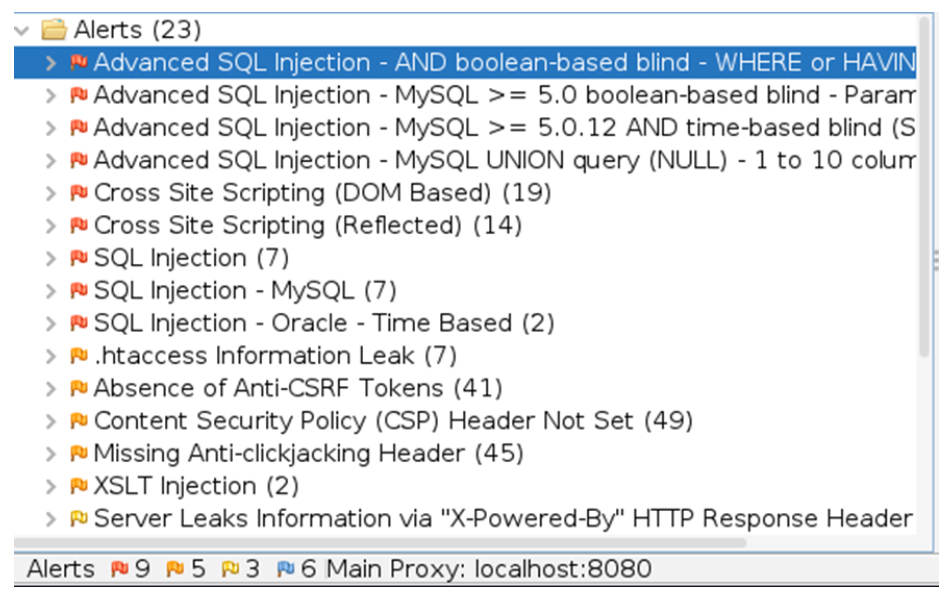 Alerts (23)
Advanced SQL Injection - AND boolean-based blind - WHERE or HAVIN
Advanced SQL Injection - MySQL >= 5.0 boolean-based blind - Param
Advanced SQL Injection - MySQL >= 5.0.12 AND time-based blind (S
Advanced SQL Injection - MySQL UNION query (NULL) - 1 to 10 colum
Cross Site Scripting (DOM Based) (19)
Cross Site Scripting (Reflected) (14)
SQL Injection (7)
SQL Injection - MySQL (7)
SQL Injection - Oracle - Time Based (2)
.htaccess Information Leak (7)
Absence of Anti-CSRF Tokens (41)
Content Security Policy (CSP) Header Not Set (49)
Missing Anti-clickjacking Header (45)
XSLT Injection (2)
Server Leaks Information via "X-Powered-By" HTTP Response Header
Alerts 9 5 3 6 Main Proxy: localhost:8080